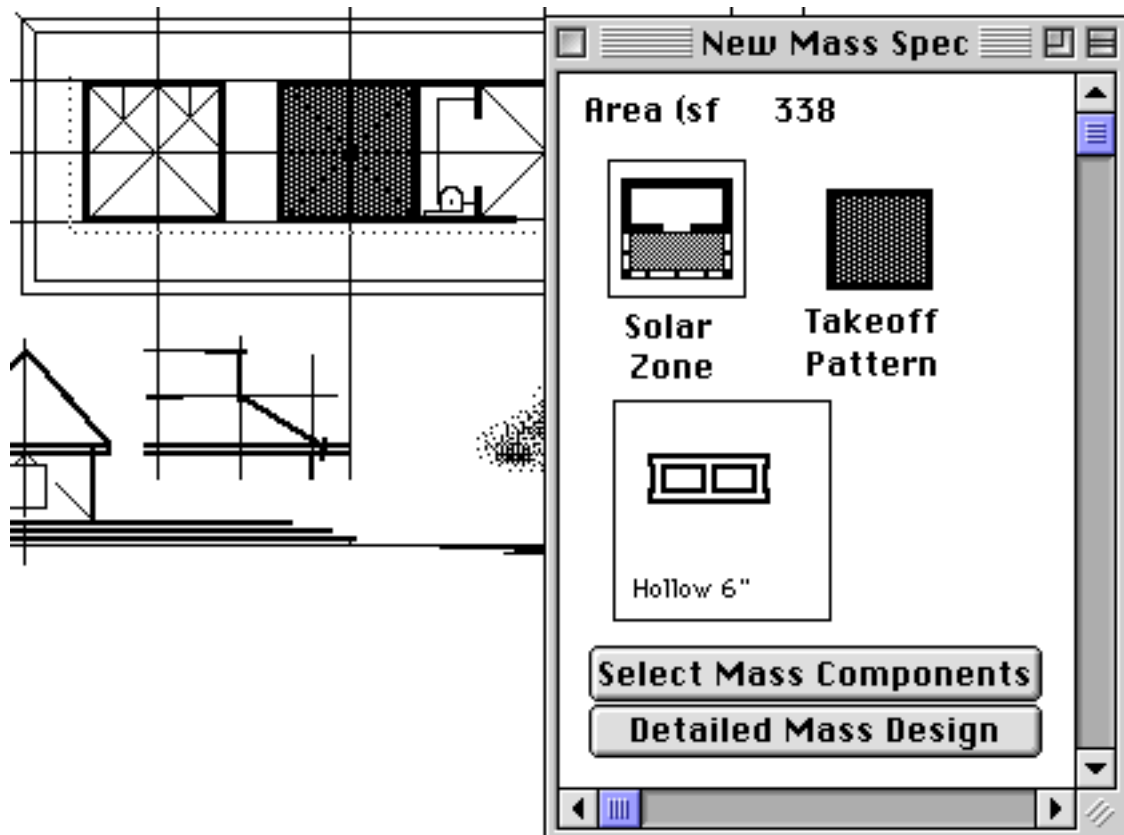 New Mass Spec
Area (sf 338
Solar
Zone
Takeoff
Pattern
Hollow 6"
Select Mass Components
Detailed Mass Design